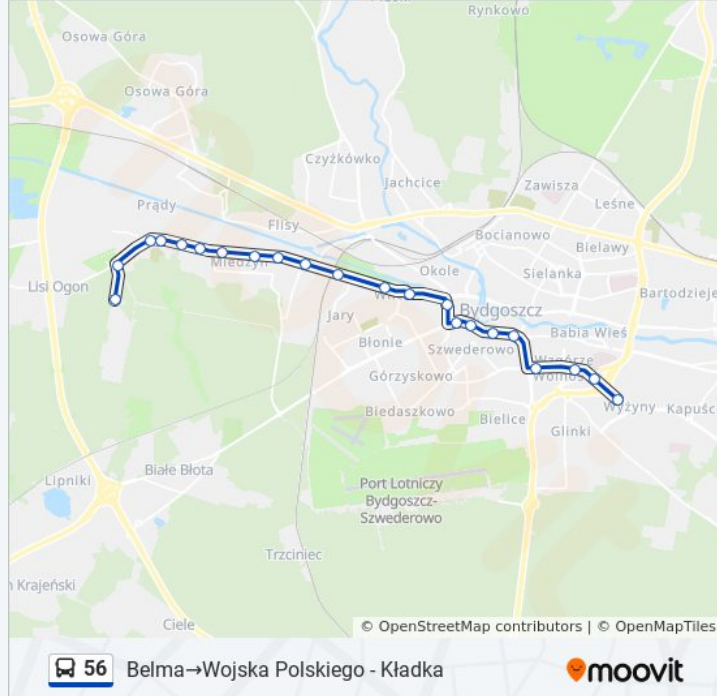 Rynkowo
Osowa Góra
Osowa Góra
Czyżkówko
Jachcice
Zawisza
Leśne
Prądy
Flisy
Bocianowo
Bielawy
Miedzyń
Okole
Sielanka
Lisi Ogon
Bartodzieje
Bydgoszcz
Jary
Babia Wieś
Błonie
Szwederowo
Wzgórze
Wolności
Górzyskowo
Wyżyny
Biedaszkowo
Bielice
Glinki
Białe Błota
Lipniki
Port Lotniczy
Bydgoszcz-
Szwederowo
Trzciniec
Krajeński
Ciele
© OpenStreetMap contributors | © OpenMapTiles
56 Belma→Wojska Polskiego - Kładka
moovit